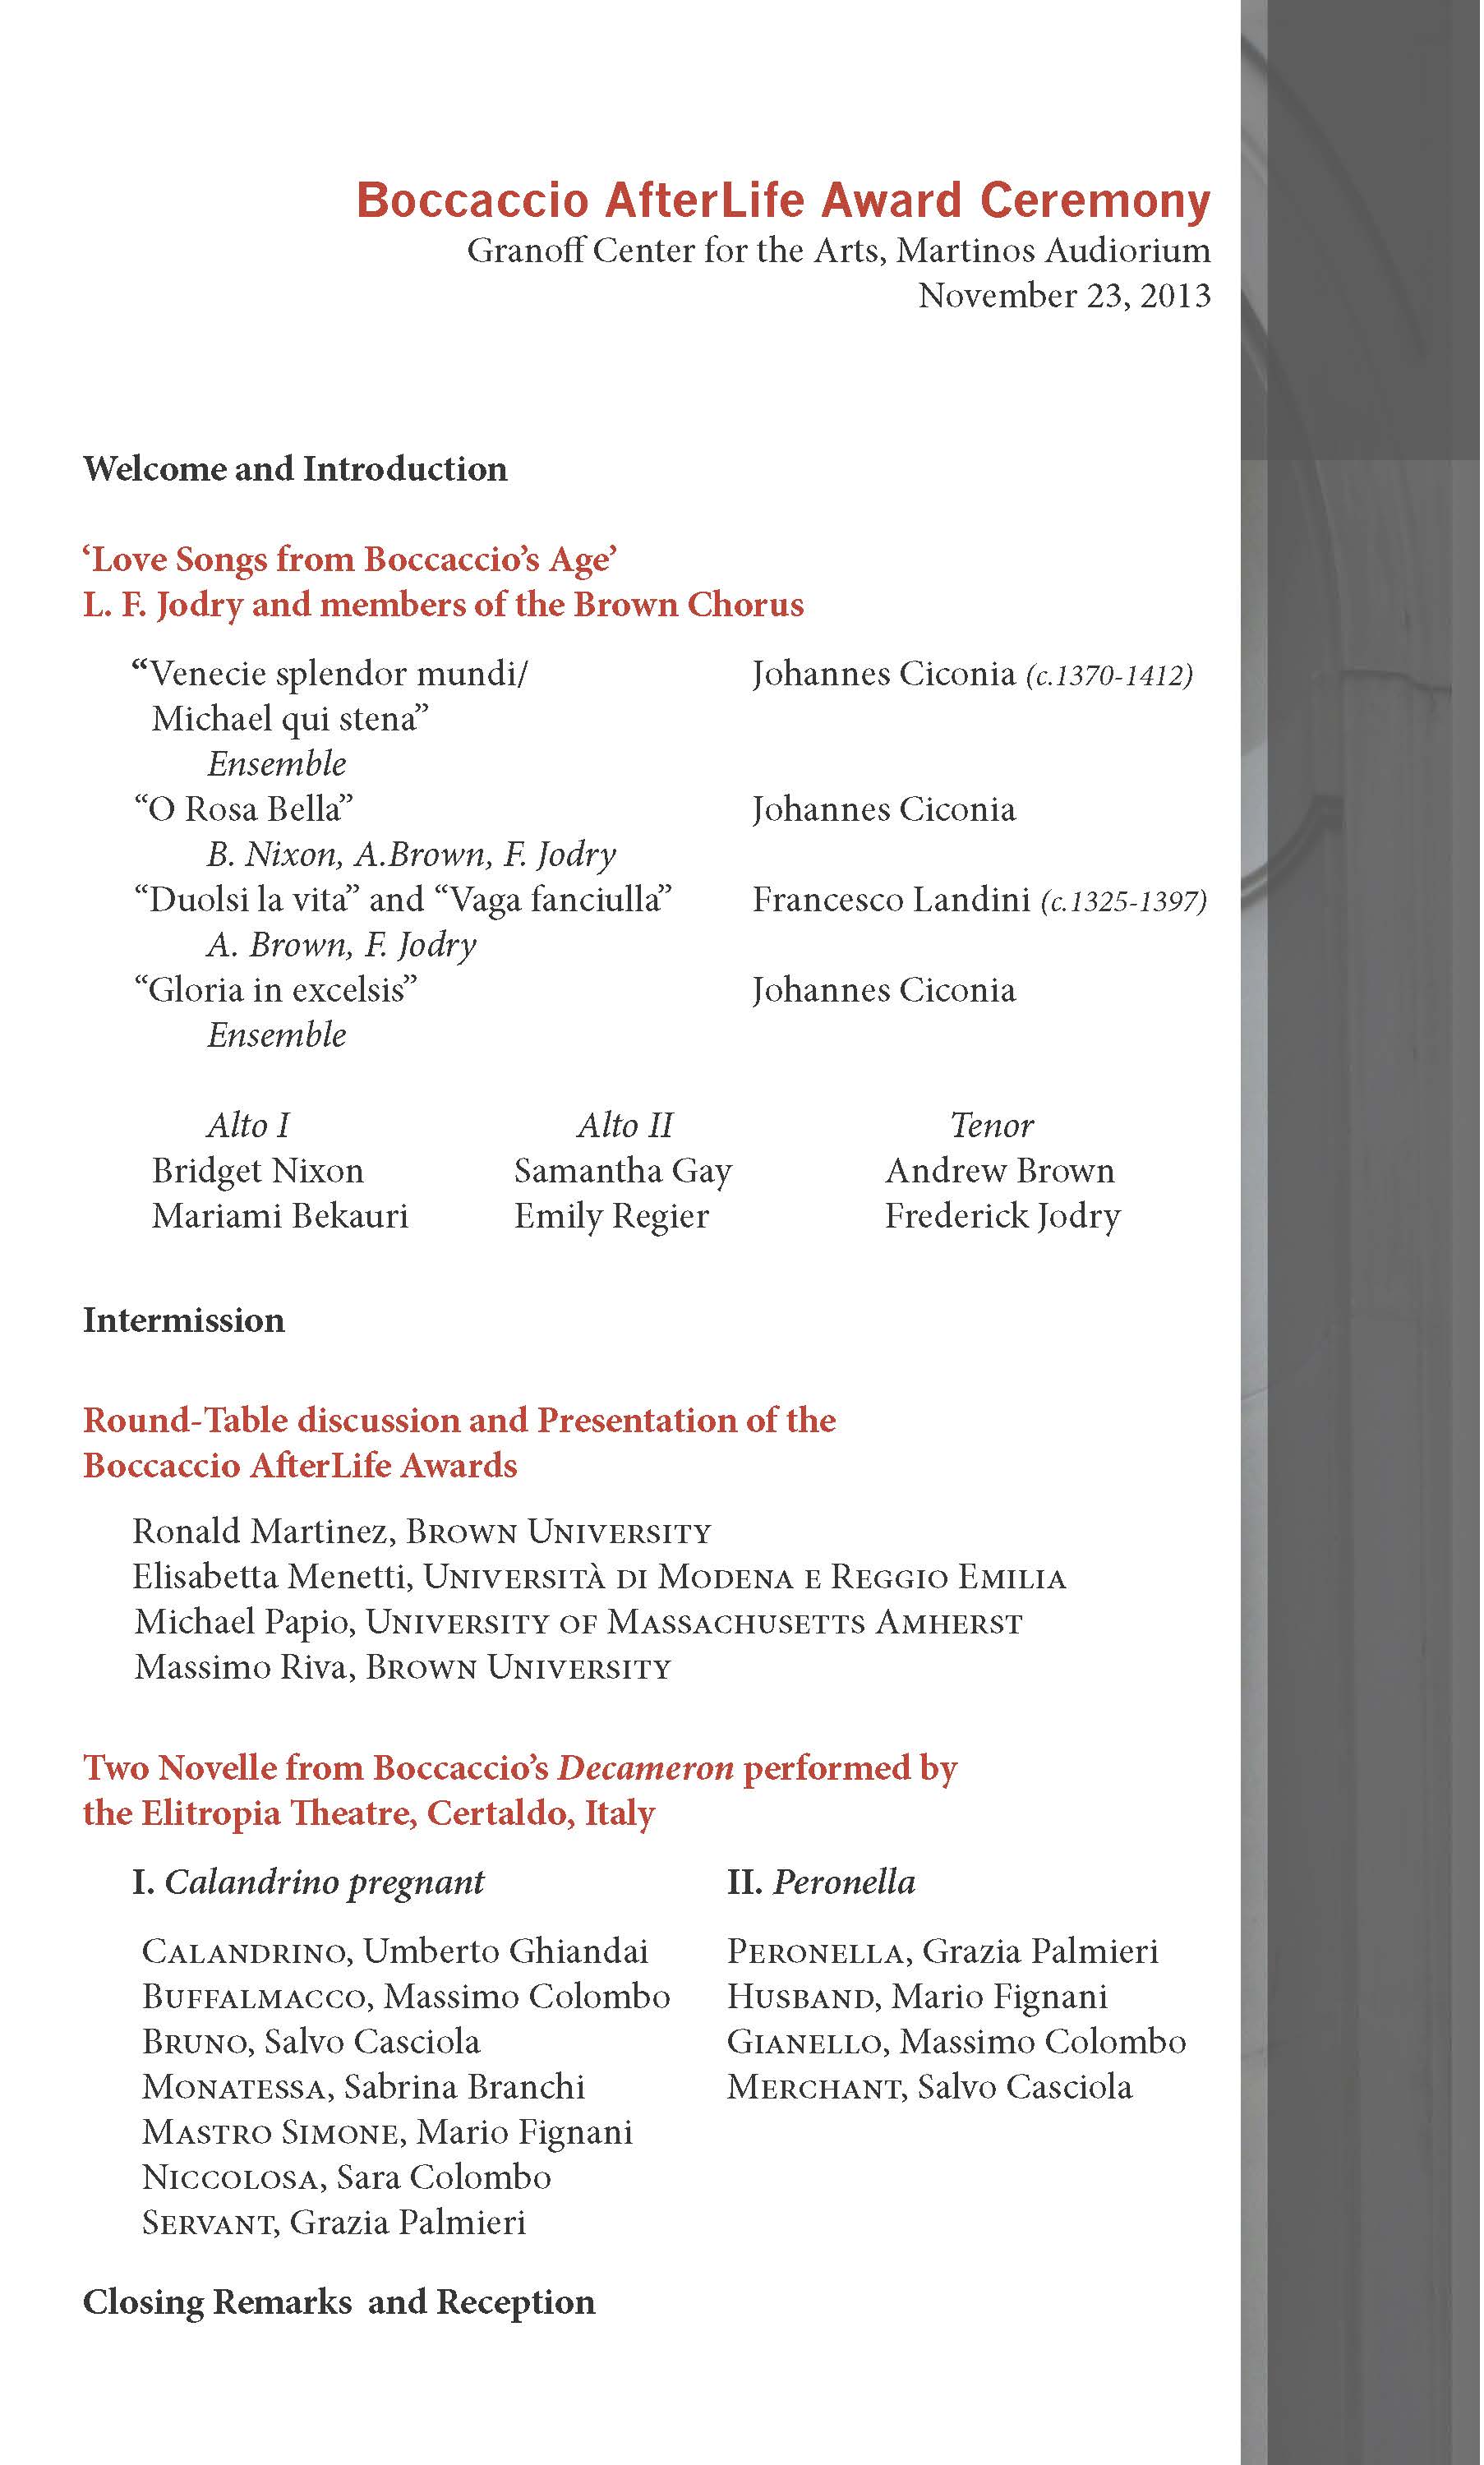 Boccaccio AfterLife Award Ceremony
Granoff Center for the Arts, Martinos Audiorium
November 23, 2013
Welcome and Introduction
‘Love Songs from Boccaccio’s Age’
L. F. Jodry and members of the Brown Chorus
“Venecie splendor mundi/ Johannes Ciconia (c.1370-1412)
Michael qui stena”
Ensemble
“O Rosa Bella” Johannes Ciconia
B. Nixon, A.Brown, F. Jodry
“Duolsi la vita” and “Vaga fanciulla” Francesco Landini (c.1325-1397)
A. Brown, F. Jodry
“Gloria in excelsis” Johannes Ciconia
Ensemble
Alto I Alto II Tenor
Bridget Nixon Samantha Gay Andrew Brown
Mariami Bekauri Emily Regier Frederick Jodry
Intermission
Round-Table discussion and Presentation of the
Boccaccio AfterLife Awards
Ronald Martinez, Brown University
Elisabetta Menetti, Università di Modena e Reggio Emilia
Michael Papio, University of Massachusetts Amherst
Massimo Riva, Brown University
Two Novelle from Boccaccio’s Decameron performed by
the Elitropia Theatre, Certaldo, Italy
I. Calandrino pregnant
Calandrino, Umberto Ghiandai
Buffalmacco, Massimo Colombo
Bruno, Salvo Casciola
Monatessa, Sabrina Branchi
Mastro Simone, Mario Fignani
Niccolosa, Sara Colombo
Servant, Grazia Palmieri
II. Peronella
Peronella, Grazia Palmieri
Husband, Mario Fignani
Gianello, Massimo Colombo
Merchant, Salvo Casciola
Closing Remarks and Reception